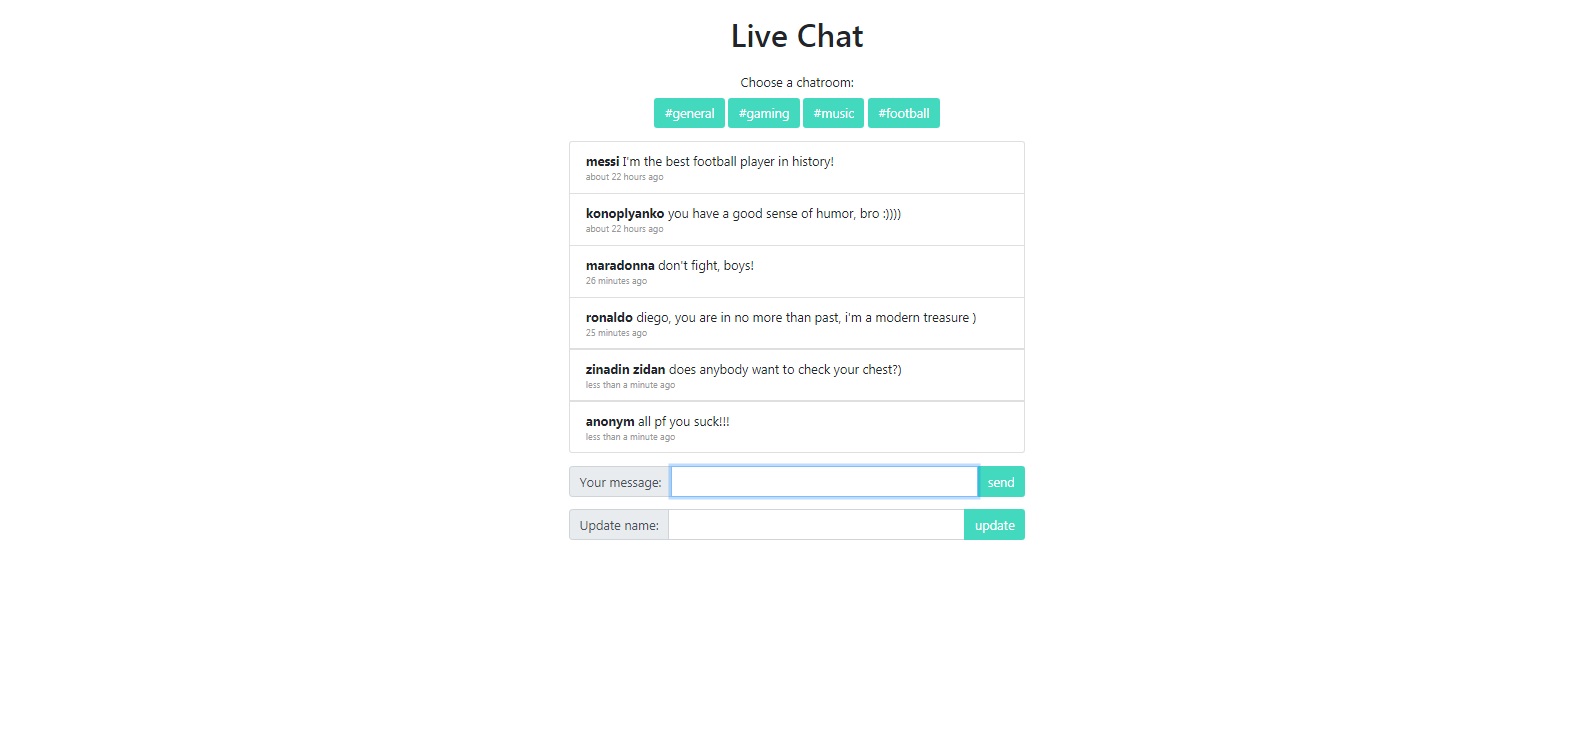 Live Chat
Choose a chatroom:
#general #gaming #music #football
messi I'm the best football player in history!
about 22 hours ago
konoplyanko you have a good sense of humor, bro :))))
about 22 hours ago
maradonna don't fight, boys!
26 minutes ago
ronaldo diego, you are in no more than past, i'm a modern treasure )
25 minutes ago
zinadin zidan does anybody want to check your chest?)
less than a minute ago
anonym all pf you suck!!!
less than a minute ago
Your message: send
Update name: update